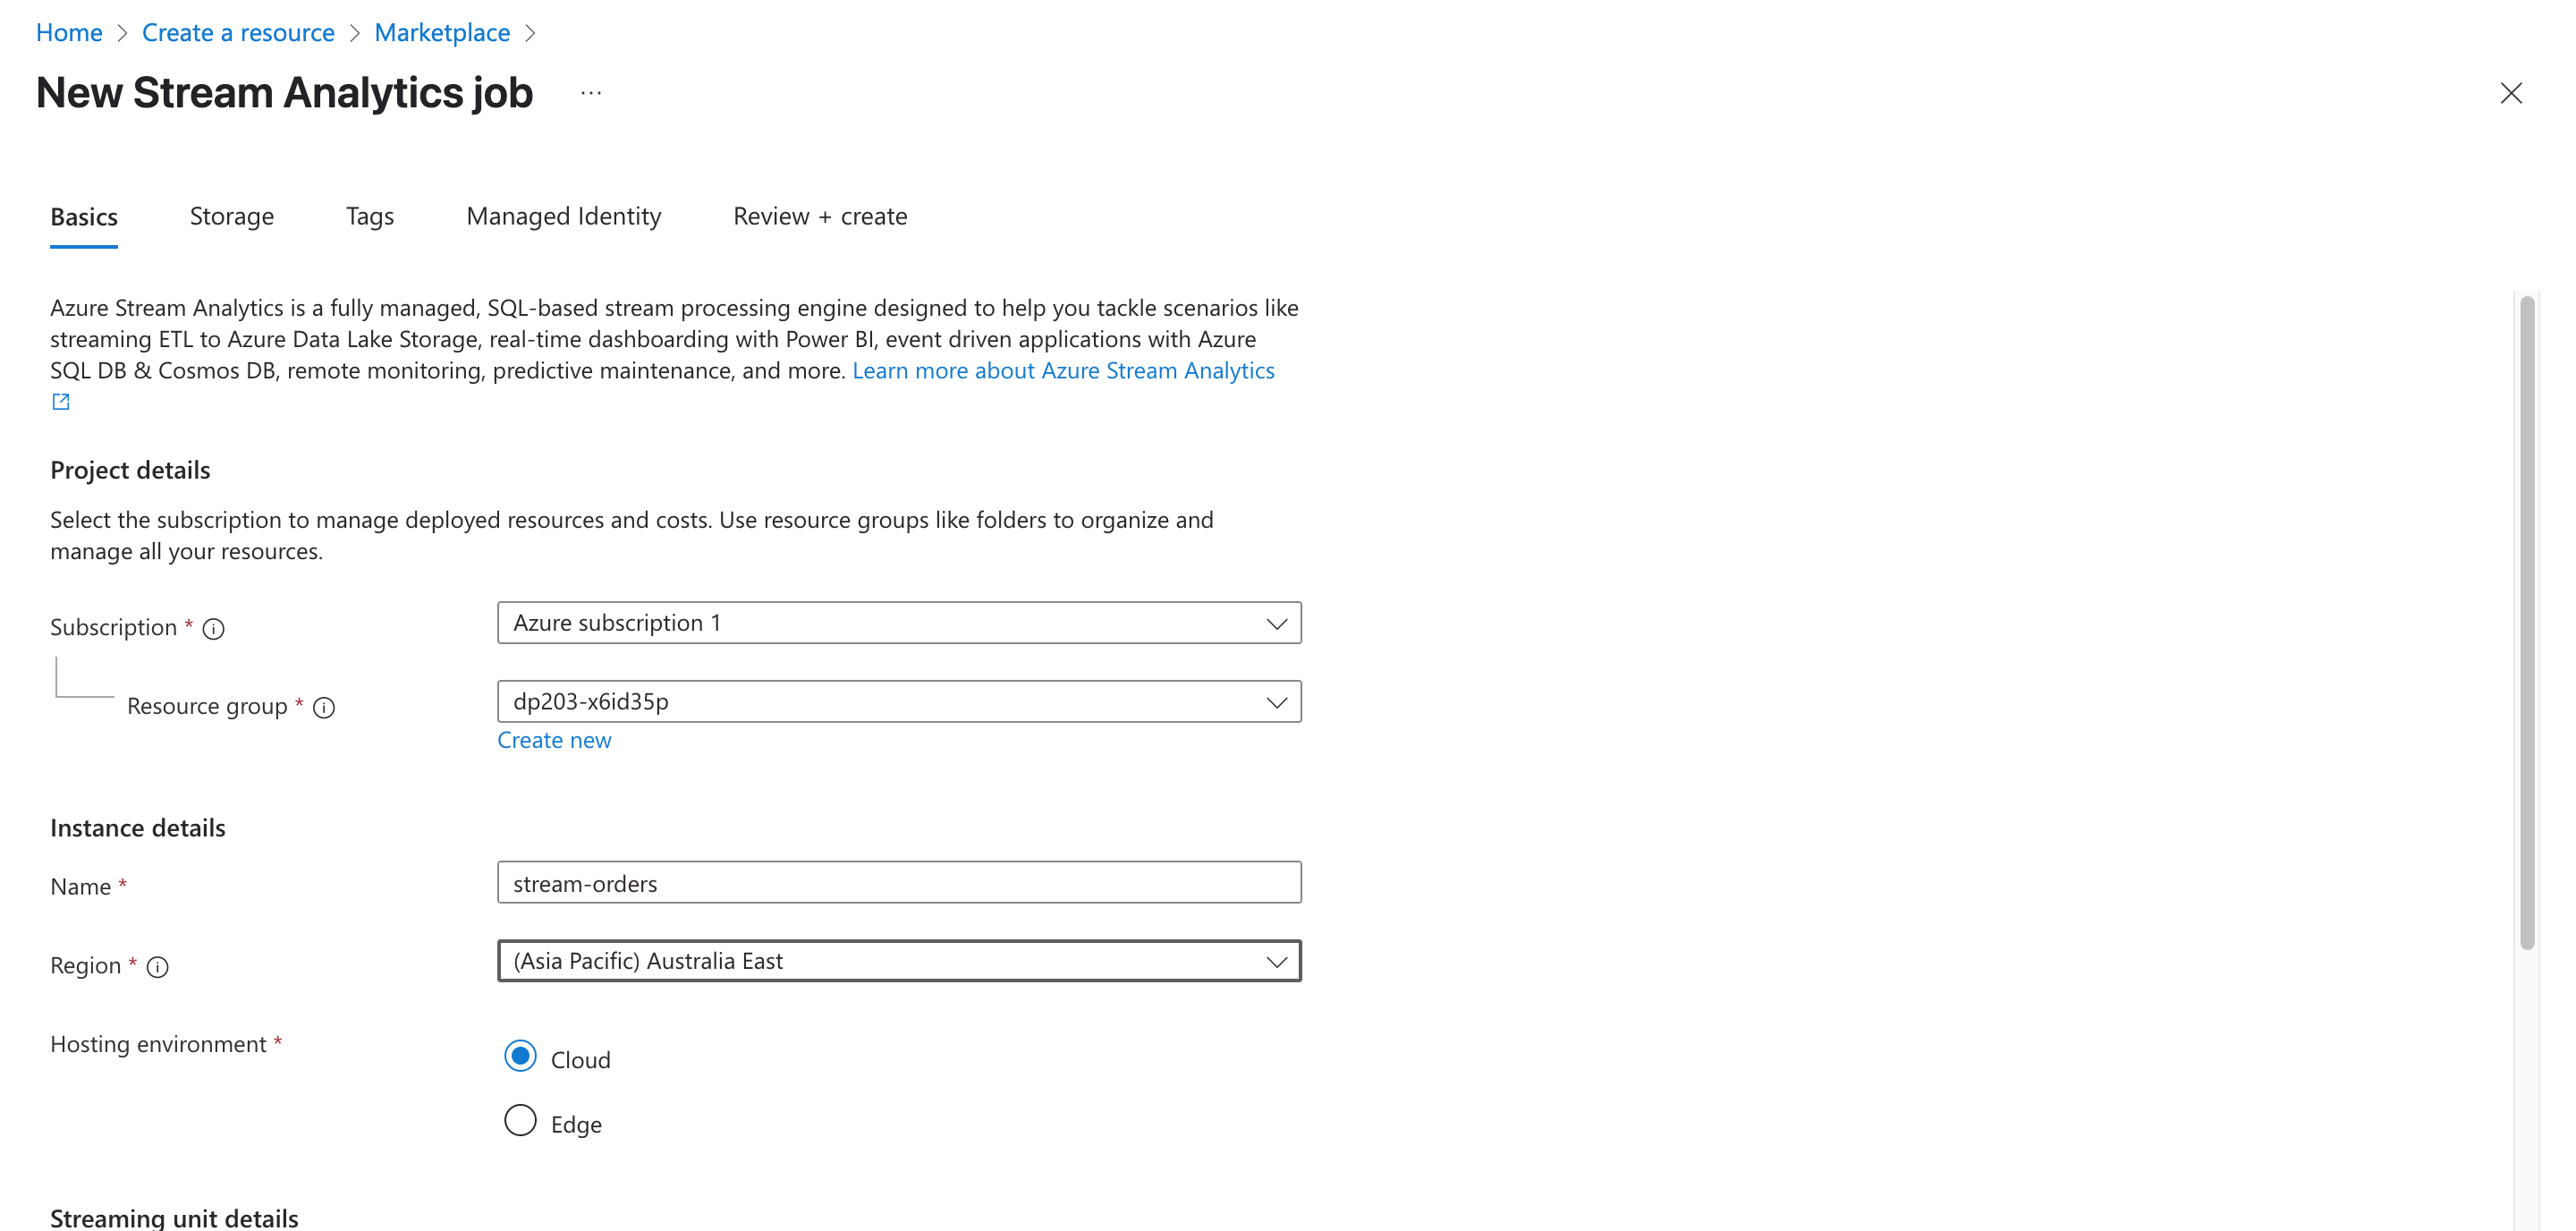 Home > Create a resource > Marketplace >
New Stream Analytics job ...
Basics Storage Tags Managed Identity Review + create
Azure Stream Analytics is a fully managed, SQL-based stream processing engine designed to help you tackle scenarios like
streaming ETL to Azure Data Lake Storage, real-time dashboarding with Power BI, event driven applications with Azure
SQL DB & Cosmos DB, remote monitoring, predictive maintenance, and more. Learn more about Azure Stream Analytics
Project details
Select the subscription to manage deployed resources and costs. Use resource groups like folders to organize and
manage all your resources.
Subscription * Azure subscription 1
Resource group * dp203-x6id35p
Create new
Instance details
Name * stream-orders
Region * (Asia Pacific) Australia East
Hosting environment * Cloud
Edge
Streaming unit details